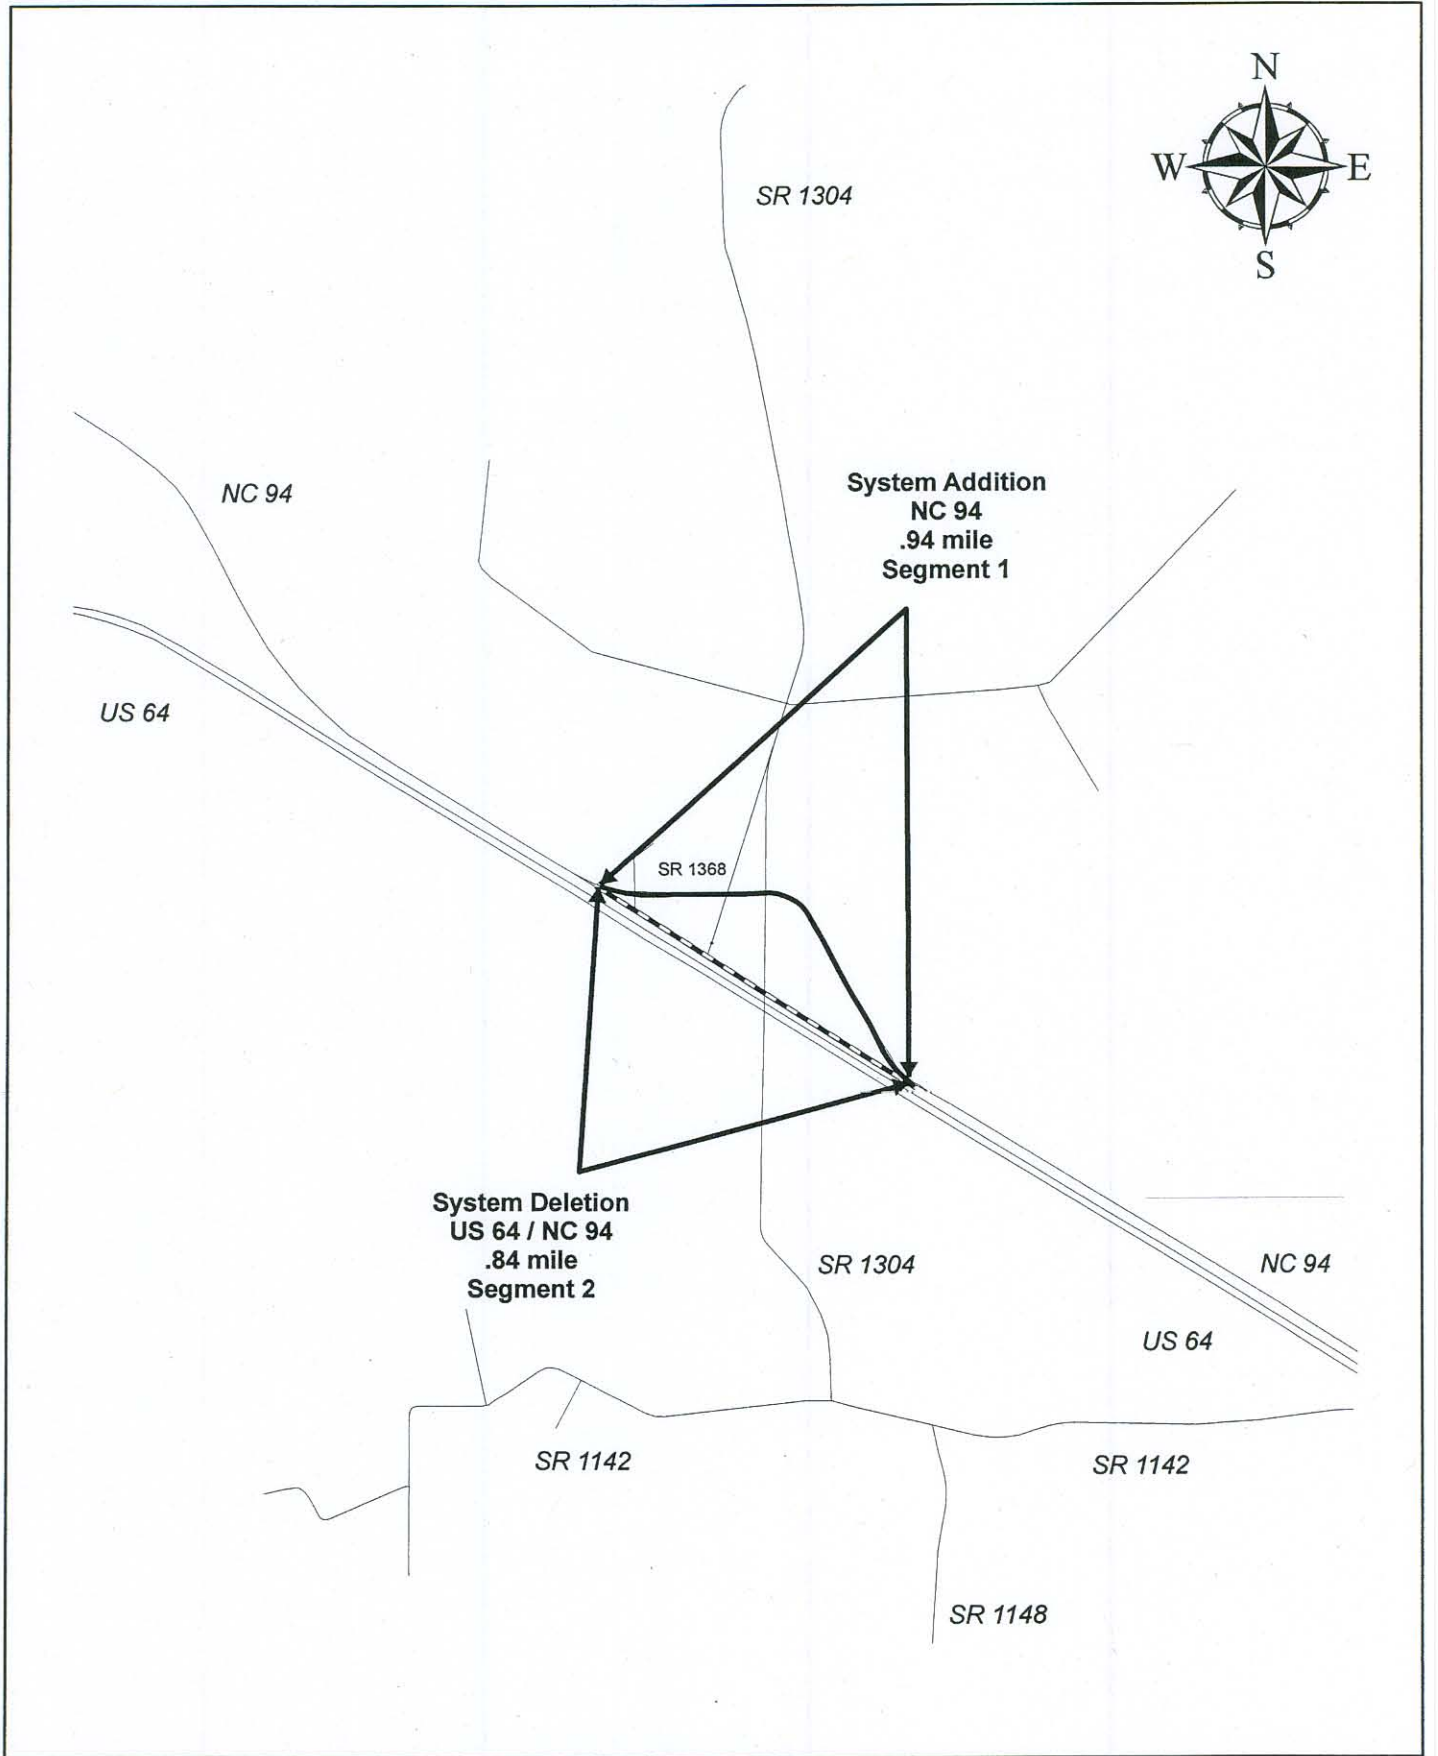 N
W
E
S
SR 1304
NC 94
System Addition
NC 94
.94 mile
Segment 1
US 64
SR 1368
System Deletion
US 64 / NC 94
.84 mile
Segment 2
SR 1304
NC 94
US 64
SR 1142
SR 1142
SR 1148